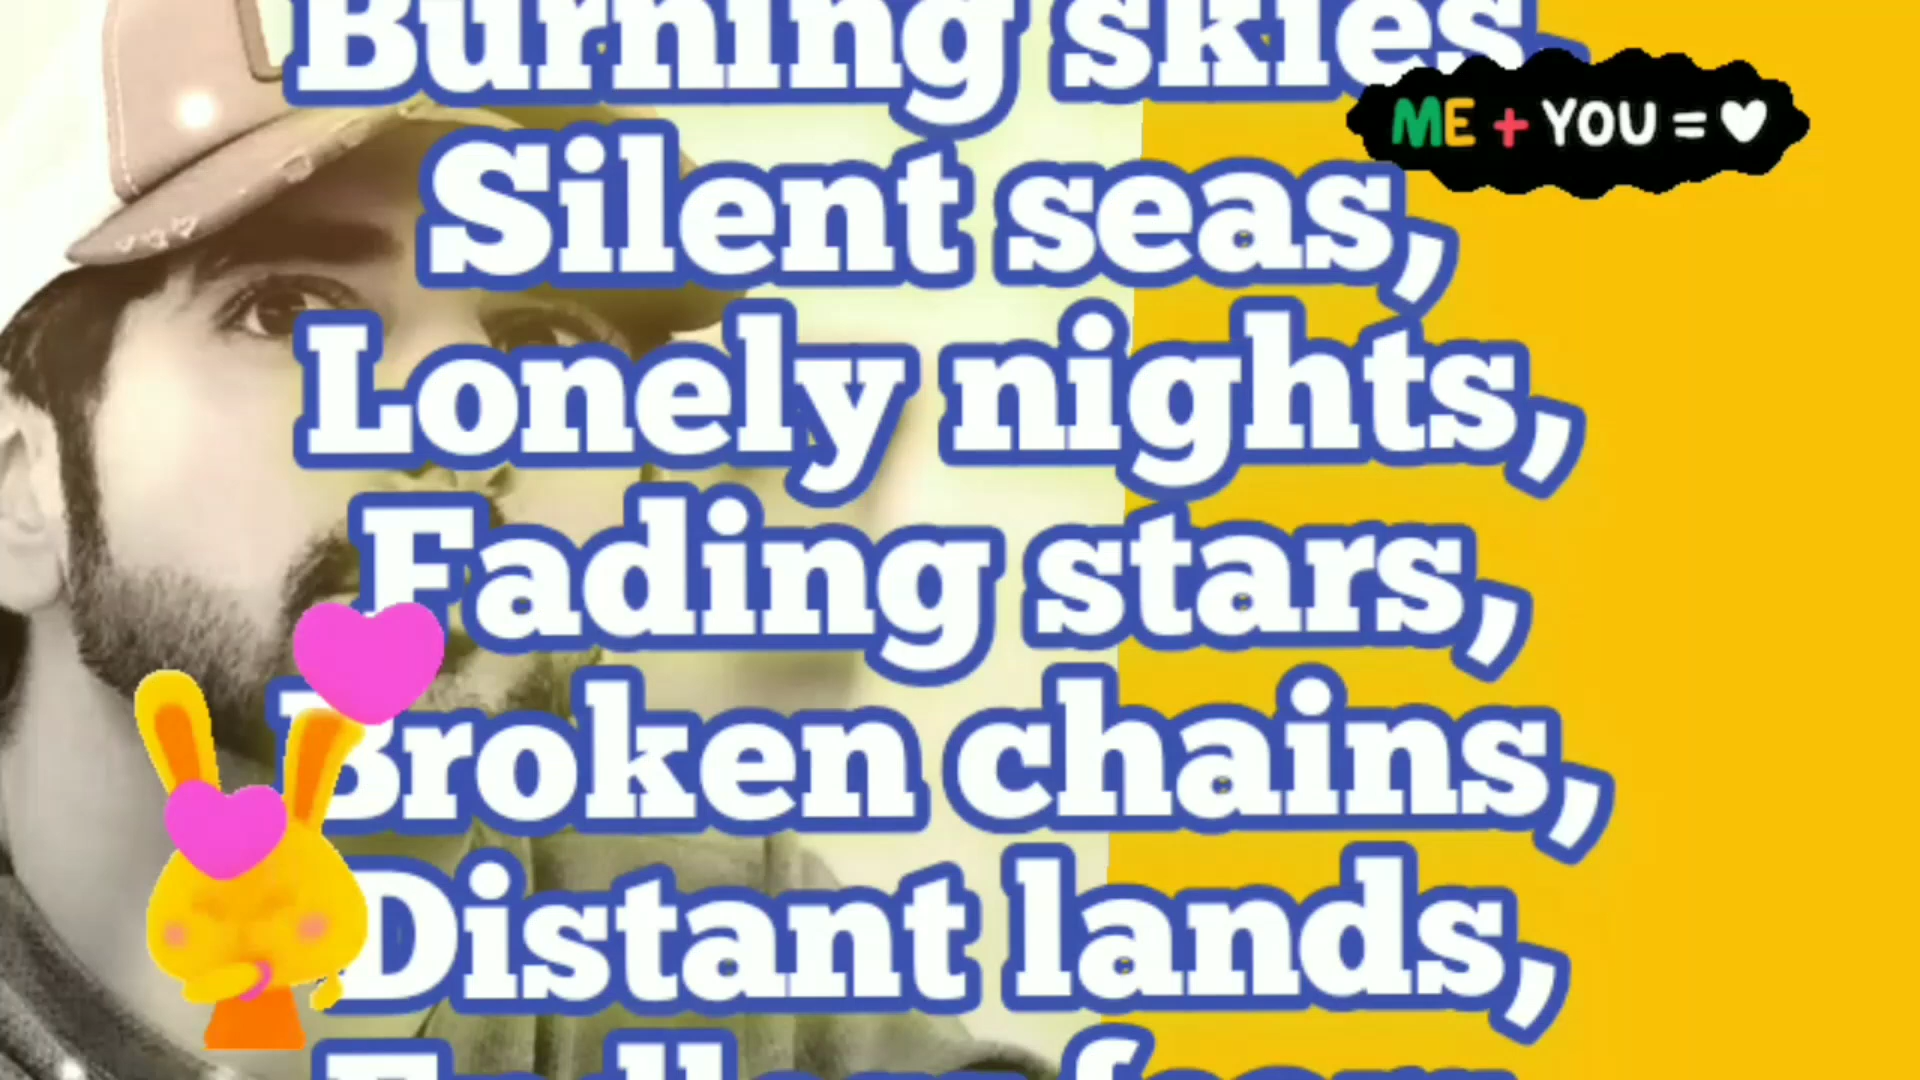 Burning skies,
ME + YOU = ♥
Silent seas,
Lonely nights,
Fading stars,
Broken chains,
Distant lands,